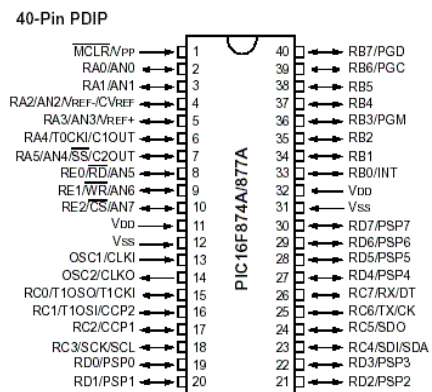 40-Pin PDIP
MCLR/VPP 1
RA0/AN0 2
RA1/AN1 3
RA2/AN2/VREF-/CVREF 4
RA3/AN3/VREF+ 5
RA4/T0CKI/C1OUT 6
RA5/AN4/SS/C2OUT 7
RE0/RD/AN5 8
RE1/WR/AN6 9
RE2/CS/AN7 10
VDD 11
VSS 12
OSC1/CLKI 13
OSC2/CLKO 14
RC0/T1OSO/T1CKI 15
RC1/T1OSI/CCP2 16
RC2/CCP1 17
RC3/SCK/SCL 18
RD0/PSP0 19
RD1/PSP1 20
PIC16F874A/877A
40 RB7/PGD
39 RB6/PGC
38 RB5
37 RB4
36 RB3/PGM
35 RB2
34 RB1
33 RB0/INT
32 VDD
31 VSS
30 RD7/PSP7
29 RD6/PSP6
28 RD5/PSP5
27 RD4/PSP4
26 RC7/RX/DT
25 RC6/TX/CK
24 RC5/SDO
23 RC4/SDI/SDA
22 RD3/PSP3
21 RD2/PSP2